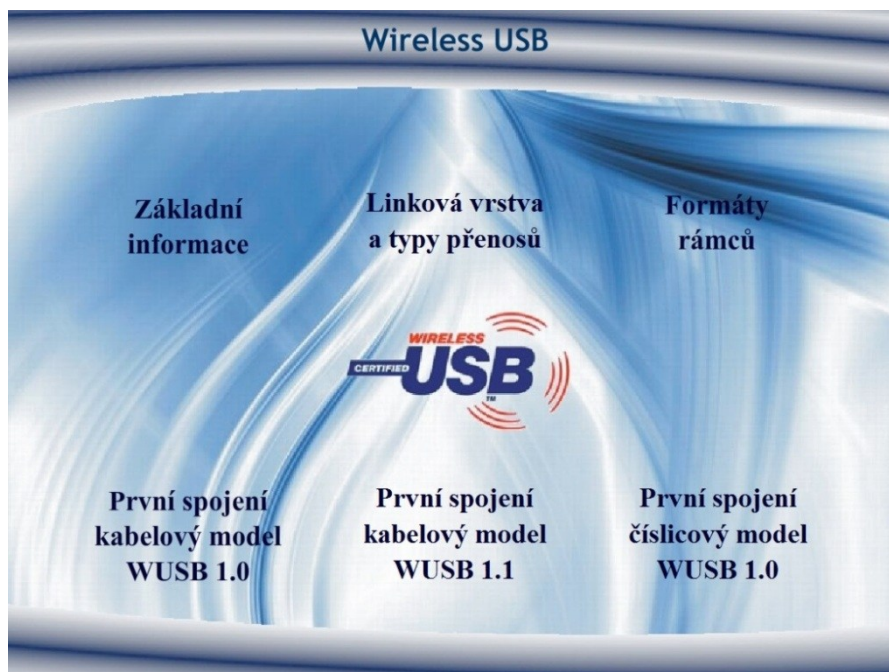 Wireless USB
Základní
informace
Linková vrstva
a typy přenosů
Formáty
rámců
WIRELESS
CERTIFIED
USB
TM
První spojení
kabelový model
WUSB 1.0
První spojení
kabelový model
WUSB 1.1
První spojení
číslicový model
WUSB 1.0